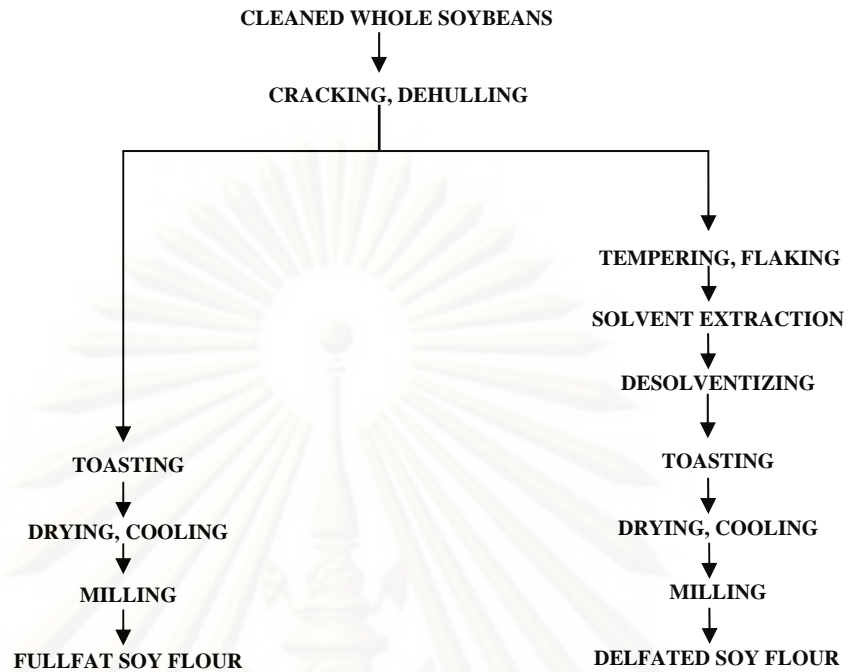 CLEANED WHOLE SOYBEANS
CRACKING, DEHULLING
TEMPERING, FLAKING
SOLVENT EXTRACTION
DESOLVENTIZING
TOASTING
TOASTING
DRYING, COOLING
DRYING, COOLING
MILLING
MILLING
FULLFAT SOY FLOUR
DELFATED SOY FLOUR